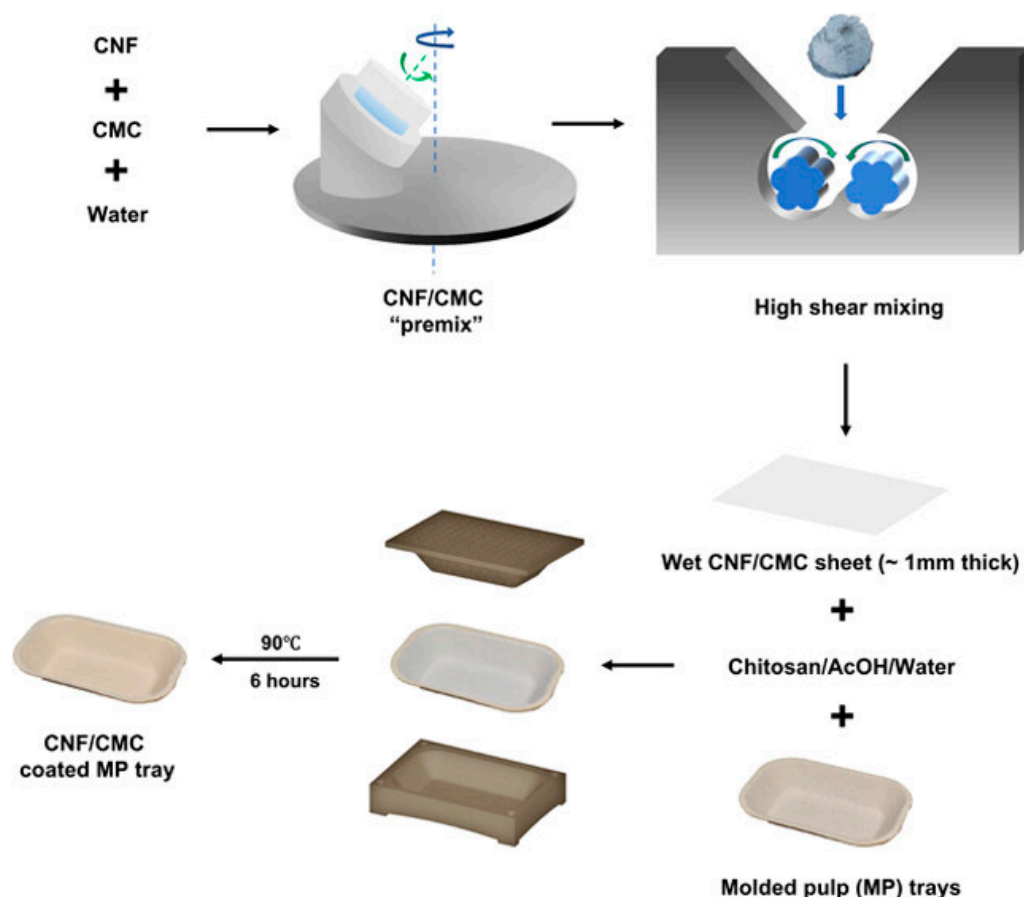 CNF
+
CMC
+
Water
CNF/CMC
“premix”
High shear mixing
Wet CNF/CMC sheet (~ 1mm thick)
+
Chitosan/AcOH/Water
+
Molded pulp (MP) trays
90℃
6 hours
CNF/CMC
coated MP tray